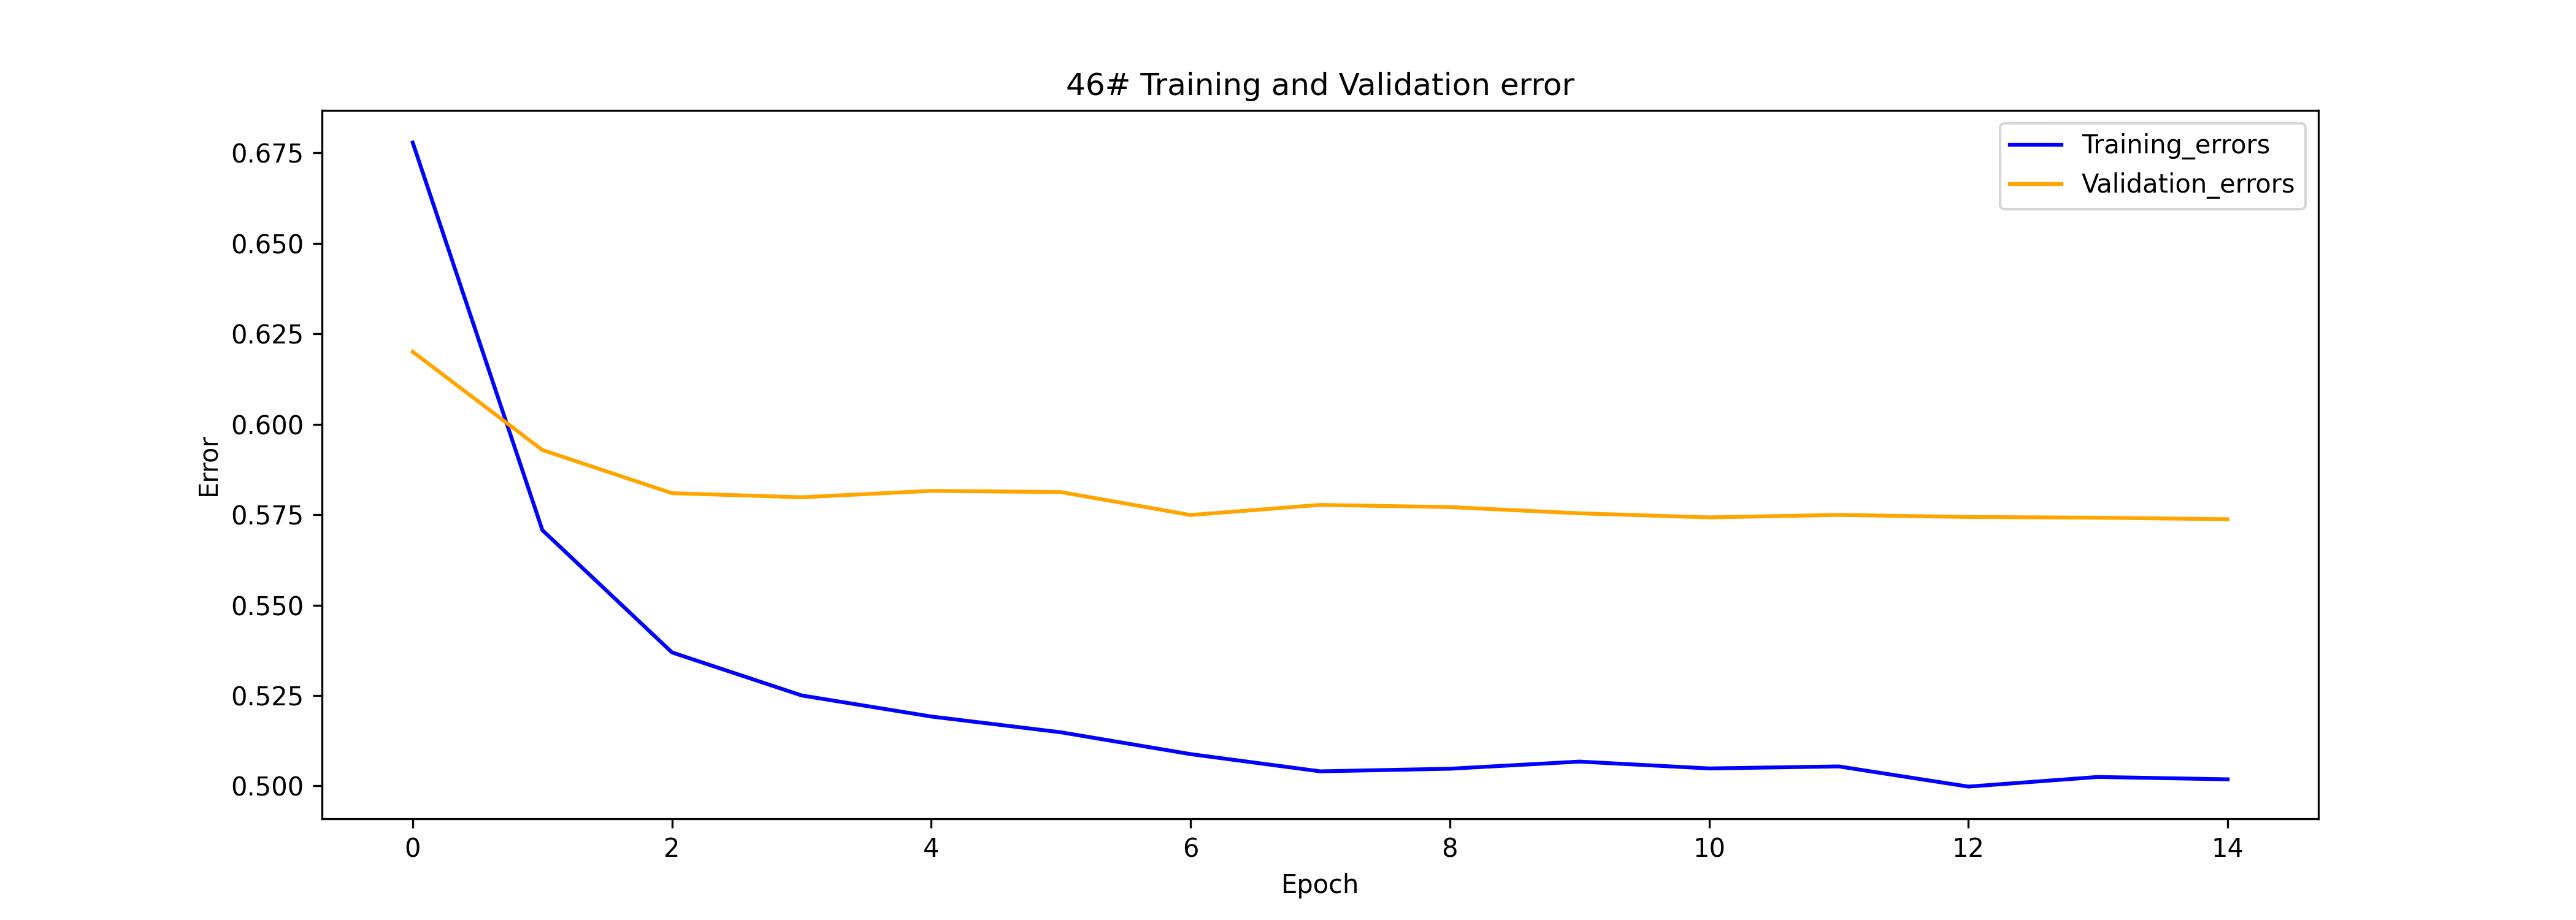 46# Training and Validation error
Training_errors
Validation_errors
0.675
0.650
0.625
0.600
0.575
0.550
0.525
0.500
Error
0 2 4 6 8 10 12 14
Epoch